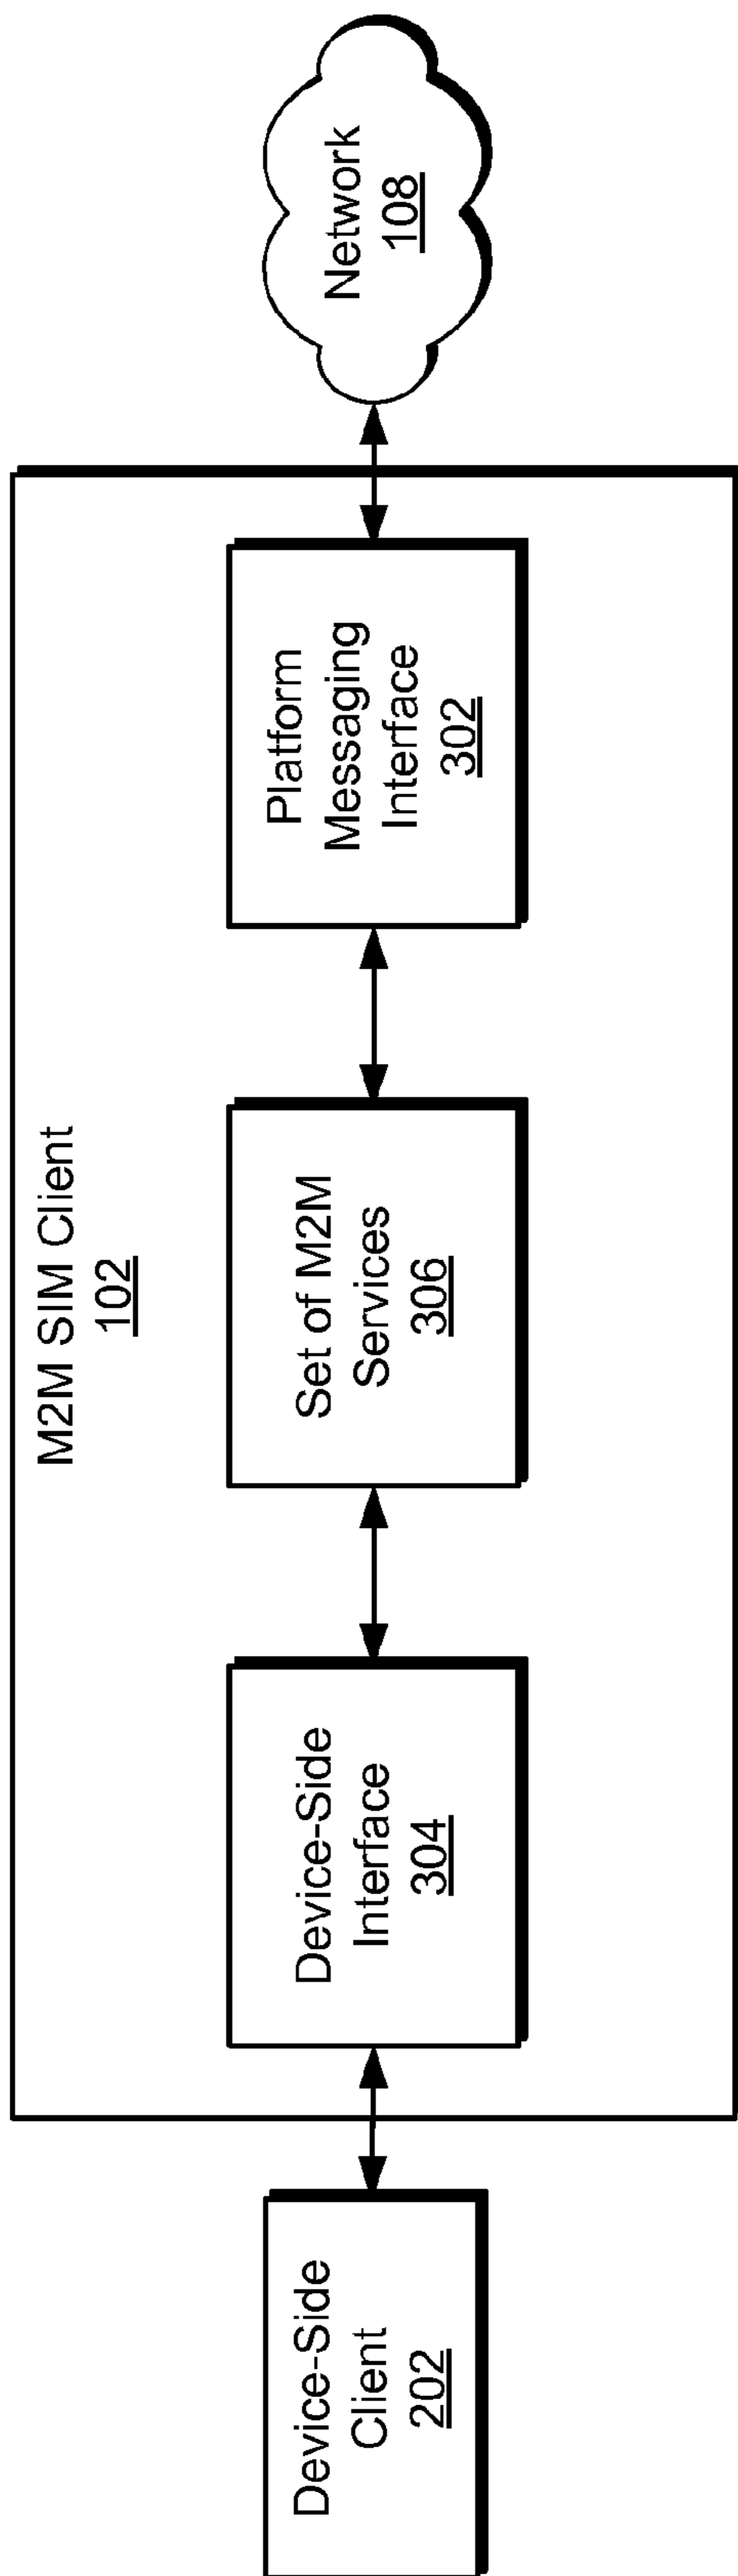 M2M SIM Client
102
Device-Side
Client
202
Device-Side
Interface
304
Set of M2M
Services
306
Platform
Messaging
Interface
302
Network
108